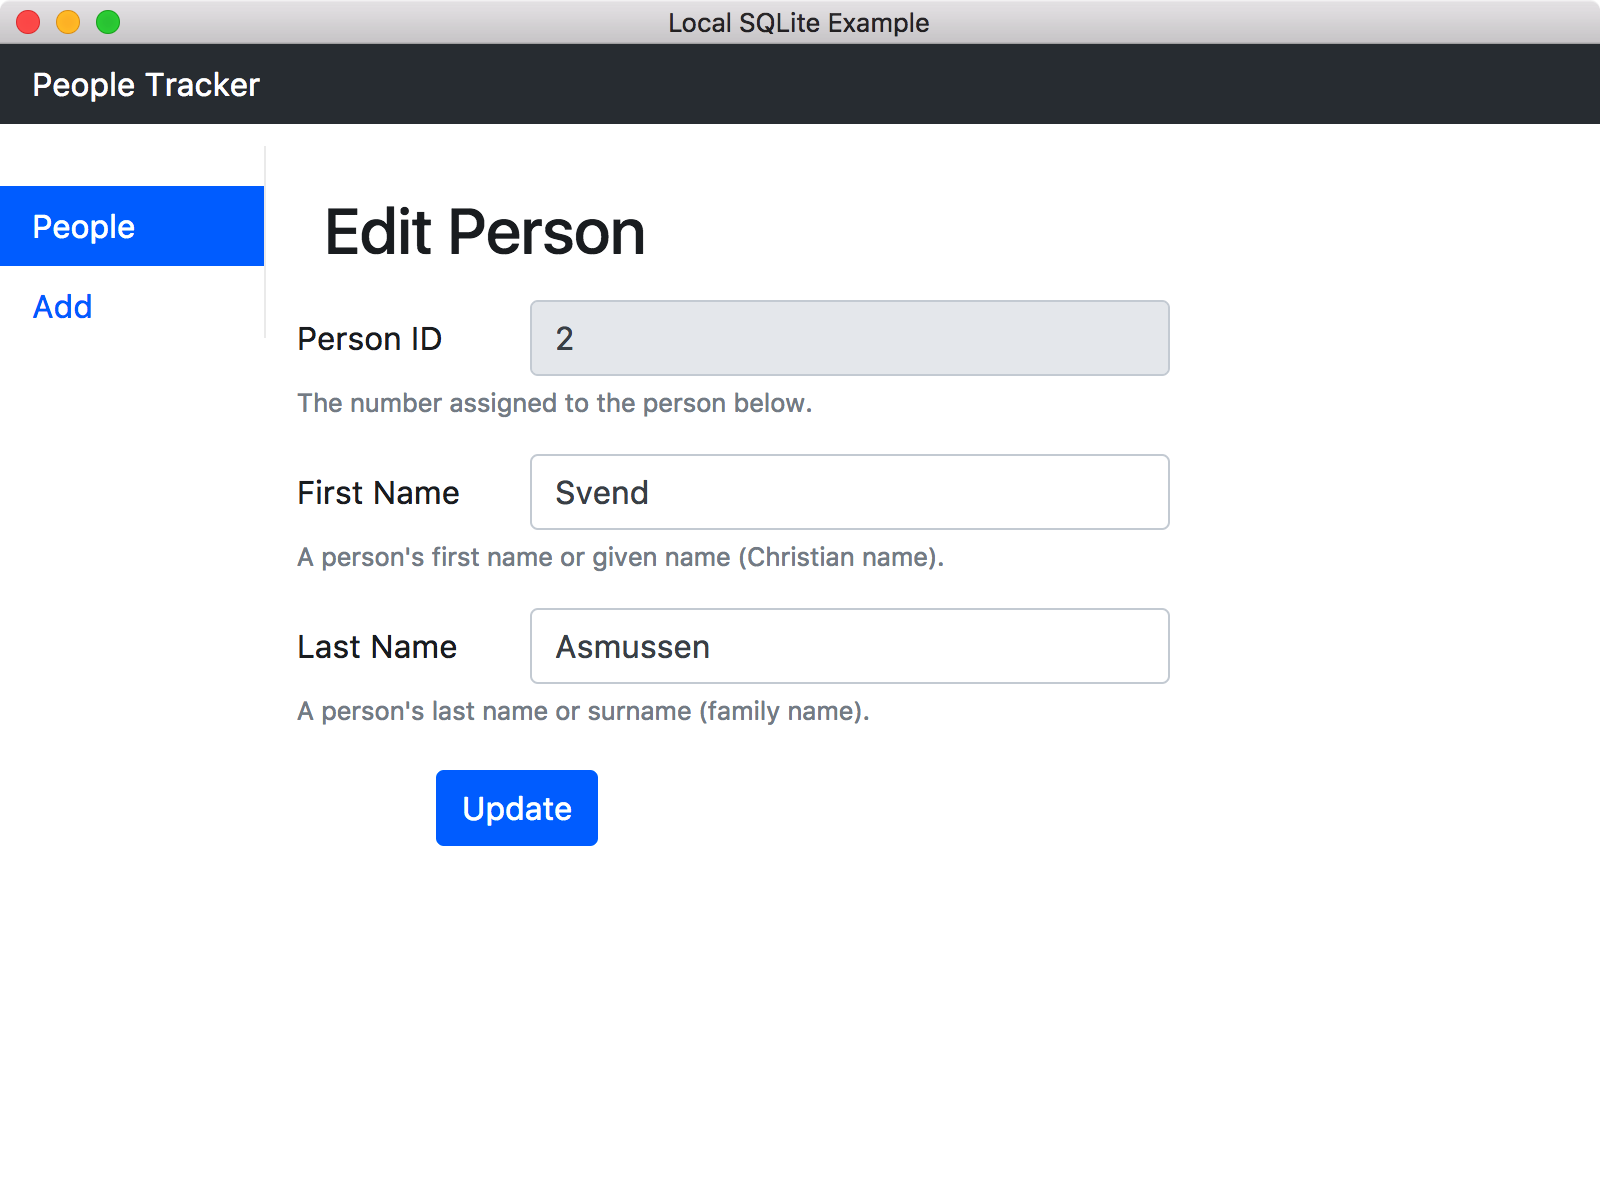 Local SQLite Example
People Tracker
People
Add
Edit Person
Person ID 2
The number assigned to the person below.
First Name Svend
A person's first name or given name (Christian name).
Last Name Asmussen
A person's last name or surname (family name).
Update